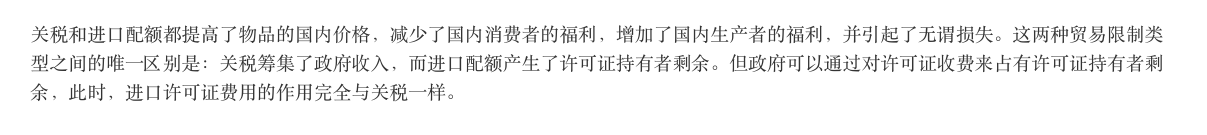 关税和进口配额都提高了物品的国内价格，减少了国内消费者的福利，增加了国内生产者的福利，并引起了无谓损失。这两种贸易限制类
型之间的唯一区别是：关税筹集了政府收入，而进口配额产生了许可证持有者剩余。但政府可以通过对许可证收费来占有许可证持有者剩
余，此时，进口许可证费用的作用完全与关税一样。